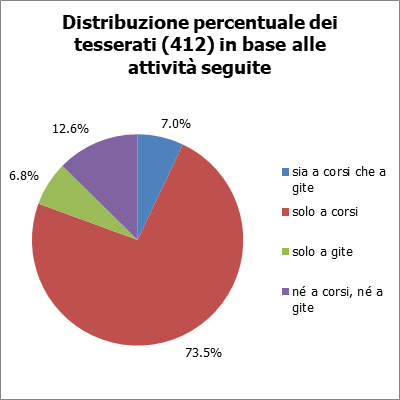 Distribuzione percentuale dei
tesserati (412) in base alle
attività seguite
12.6%
7.0%
6.8%
73.5%
sia a corsi che a
gite
solo a corsi
solo a gite
né a corsi, né a
gite